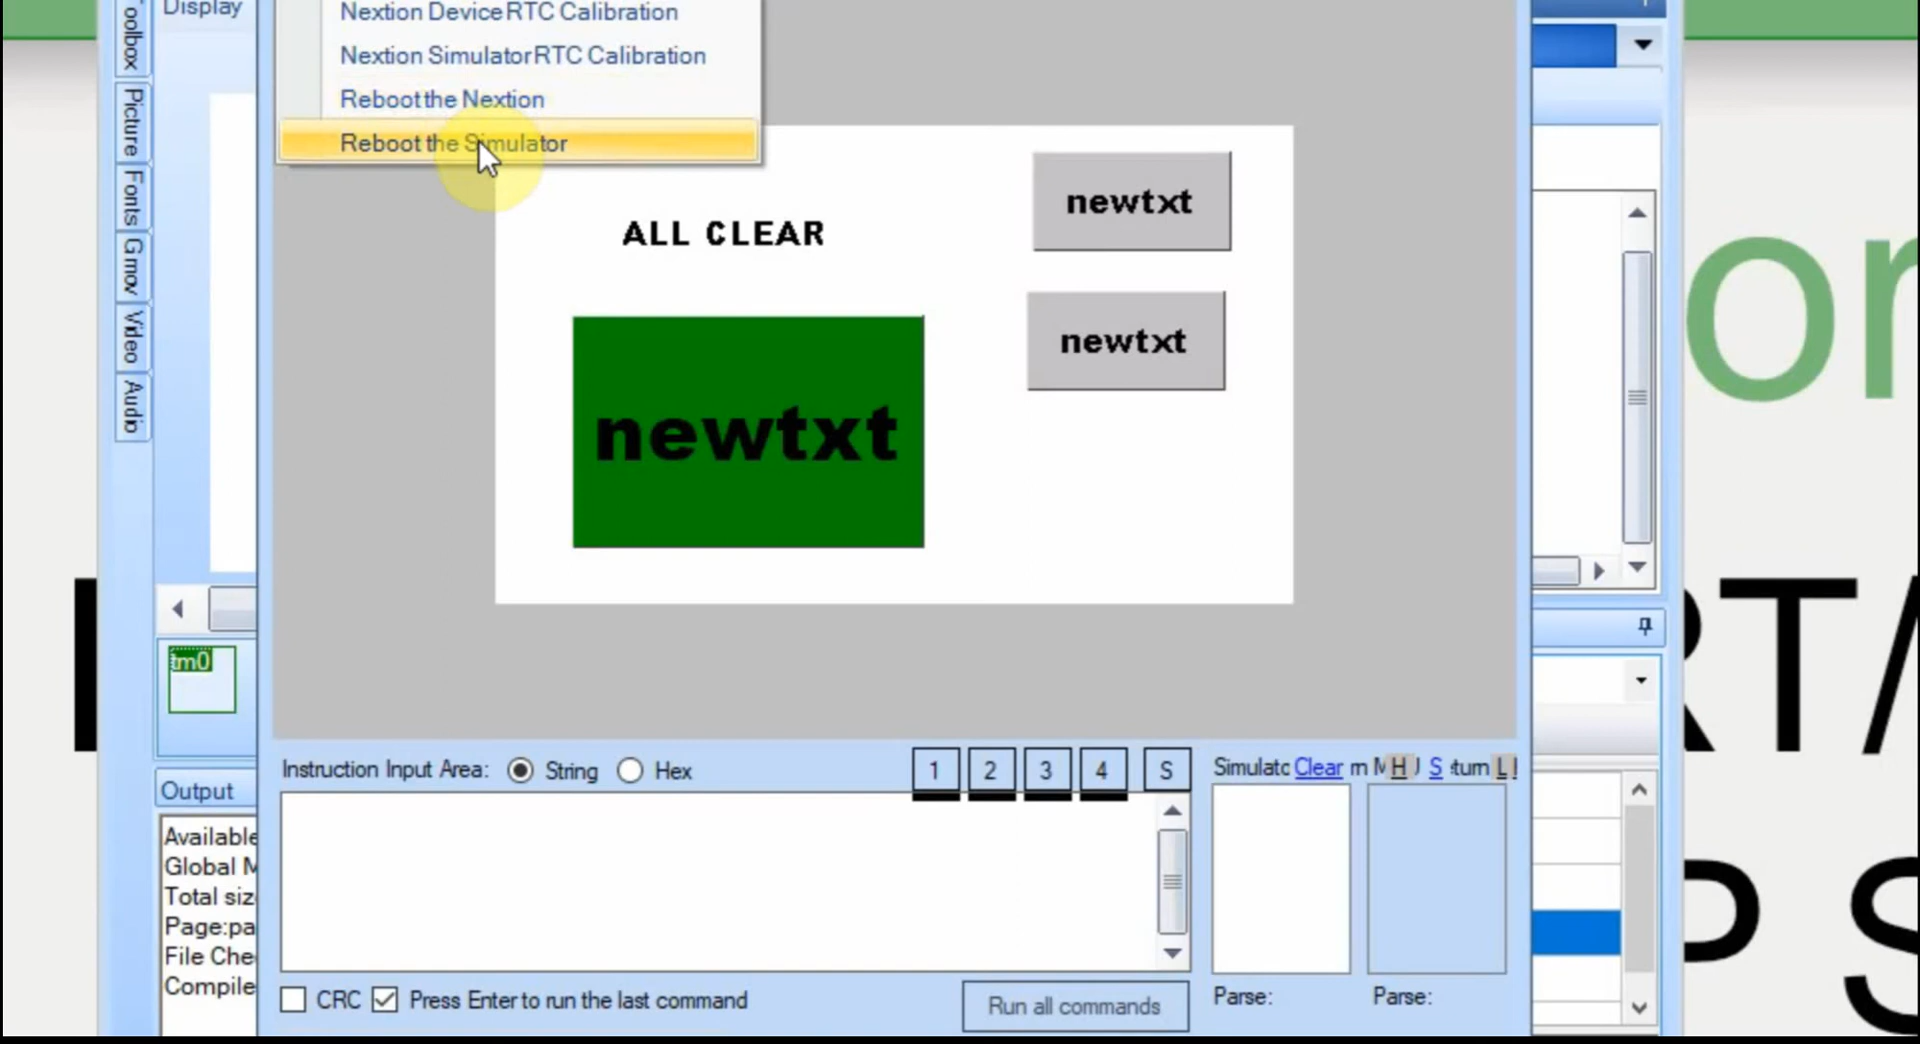 Display
Nextion Device RTC Calibration
Nextion Simulator RTC Calibration
Reboot the Nextion
Reboot the Simulator
oolbox
Picture
Fonts
Gmov
Video
Audio
ALL CLEAR
newtxt
newtxt
newtxt
or
RT/
P S
tm0
Instruction Input Area:
String
Hex
1
2
3
4
S
Simulatc Clear m M H J S :turn L
Output
Available
Global M
Total siz
Page:pa
File Che
Compile
CRC
Press Enter to run the last command
Run all commands
Parse:
Parse: